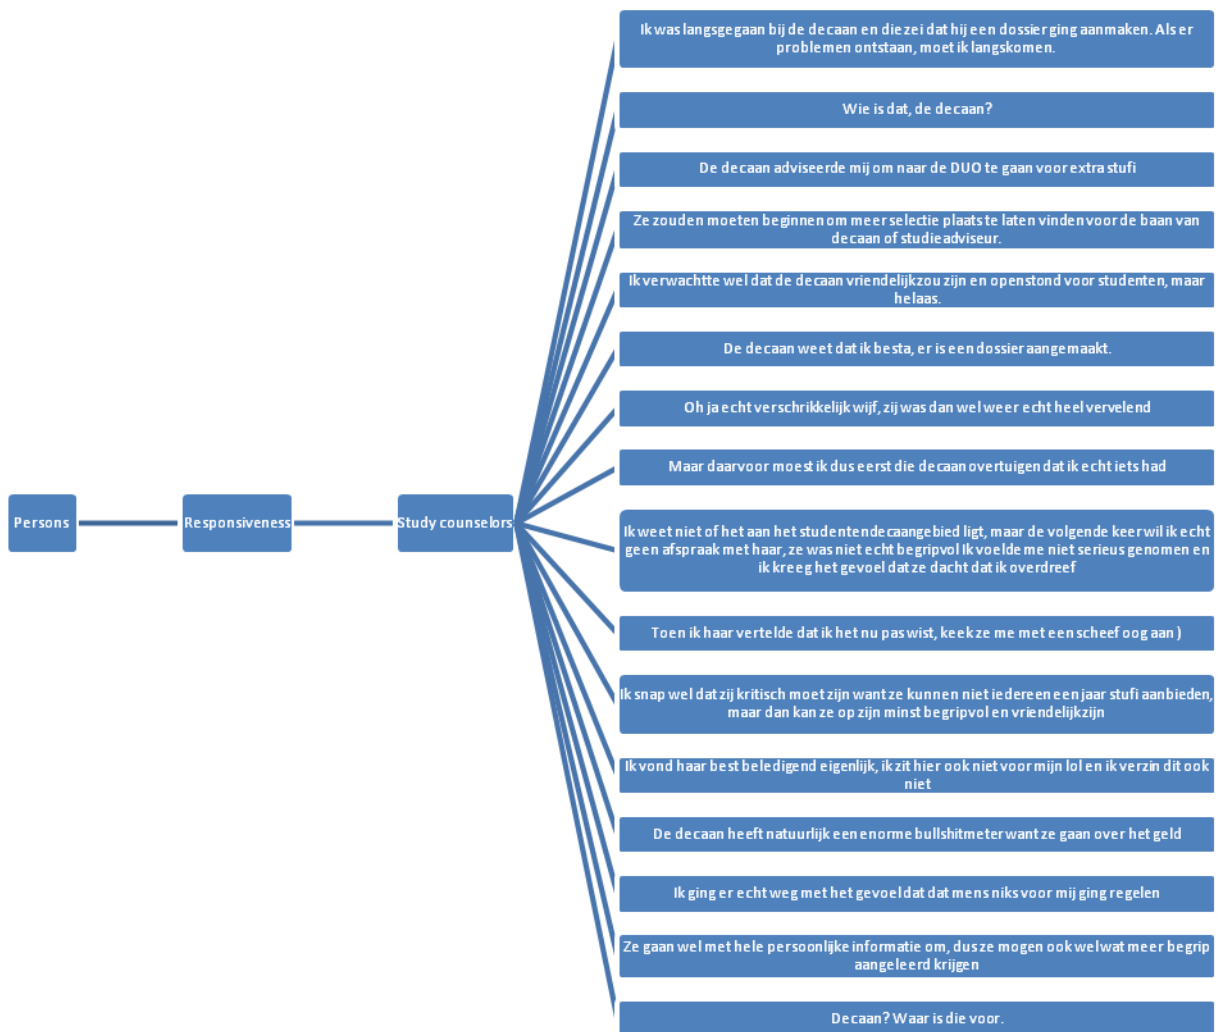 Ik was langsgegaan bij de decaan en die zei dat hij een dossier ging aanmaken. Als er
problemen ontstaan, moet ik langskomen.
Wie is dat, de decaan?
De decaan adviseerde mij om naar de DUO te gaan voor extra stufi
Ze zouden moeten beginnen om meer selectie plaats te laten vinden voor de baan van
decaan of studieadviseur.
Ik verwachtte wel dat de decaan vriendelijk zou zijn en openstond voor studenten, maar
helaas.
De decaan weet dat ik besta, er is een dossier aangemaakt.
Oh ja echt verschrikkelijk wijf, zij was dan wel weer echt heel vervelend
Maar daarvoor moest ik dus eerst die decaan overtuigen dat ik echt iets had
Persons
Responsiveness
Study counselors
Ik weet niet of het aan het studentendecaangebied ligt, maar de volgende keer wil ik echt
geen afspraak met haar, ze was niet echt begripvol Ik voelde me niet serieus genomen en
ik kreeg het gevoel dat ze dacht dat ik overdreef
Toen ik haar vertelde dat ik het nu pas wist, keek ze me met een scheef oog aan )
Ik snap wel dat zij kritisch moet zijn want ze kunnen niet iedereen een jaar stufi aanbieden,
maar dan kan ze op zijn minst begripvol en vriendelijk zijn
Ik vond haar best beledigend eigenlijk, ik zit hier ook niet voor mijn lol en ik verzin dit ook
niet
De decaan heeft natuurlijk een enorme bullshitmeter want ze gaan over het geld
Ik ging er echt weg met het gevoel dat dat mens niks voor mij ging regelen
Ze gaan wel met hele persoonlijke informatie om, dus ze mogen ook wel wat meer begrip
aangeleerd krijgen
Decaan? Waar is die voor.